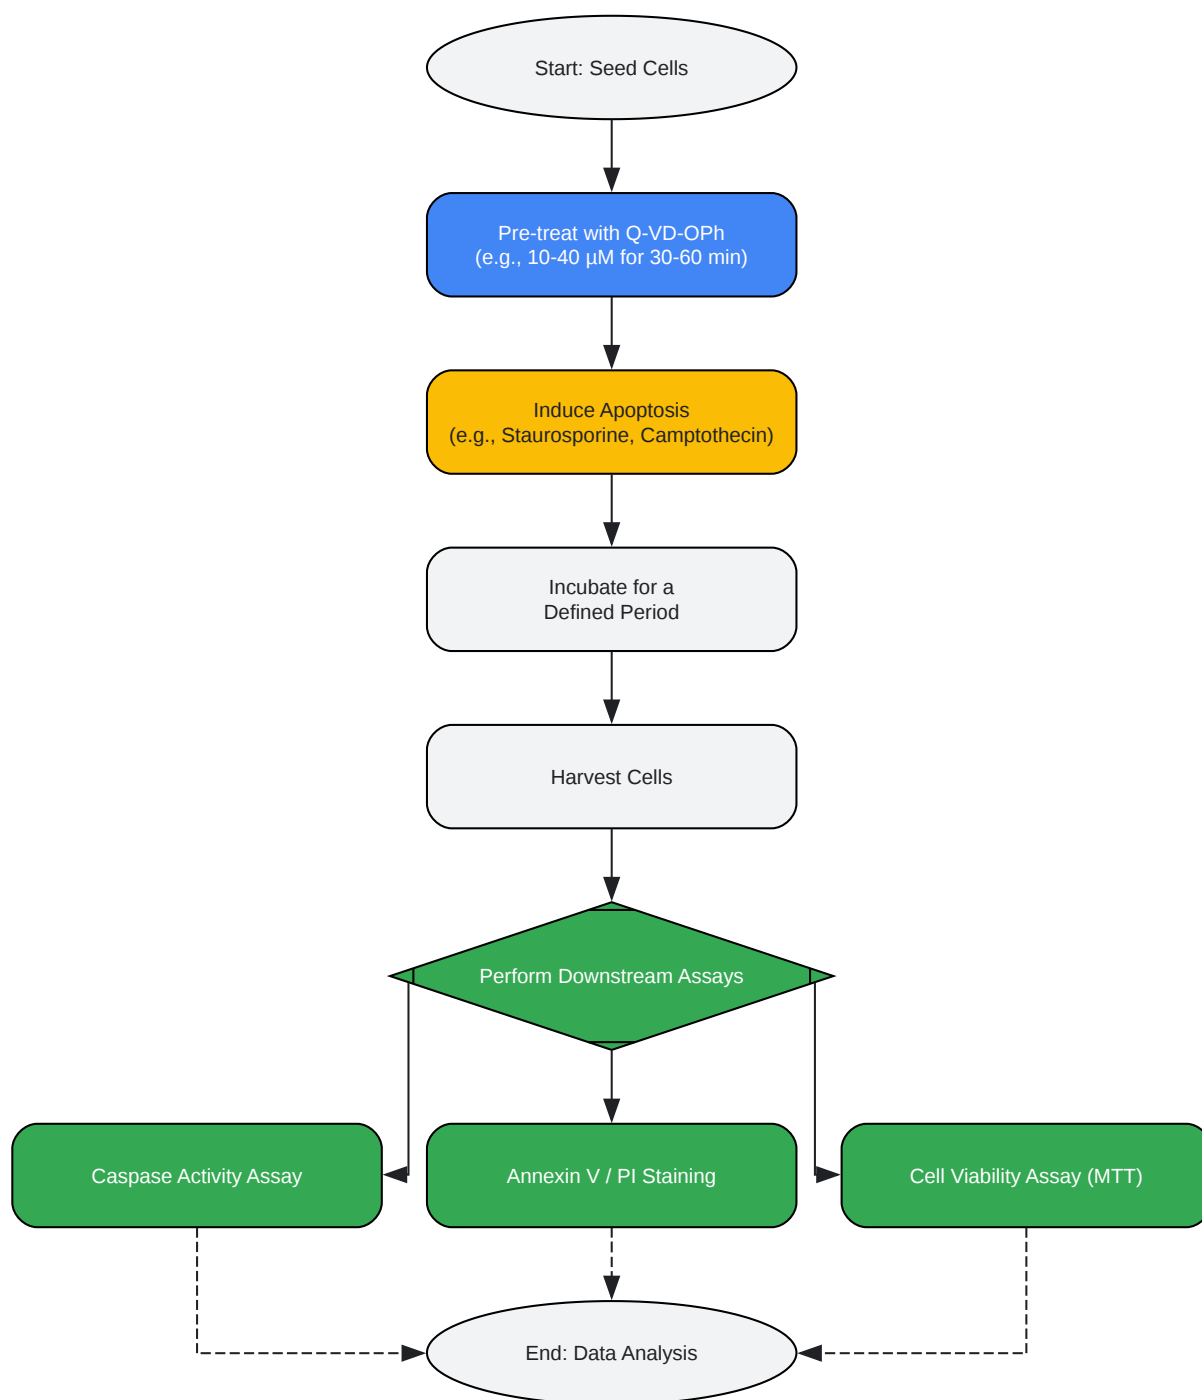 Start: Seed Cells
Pre-treat with Q-VD-OPh
(e.g., 10-40 µM for 30-60 min)
Induce Apoptosis
(e.g., Staurosporine, Camptothecin)
Incubate for a
Defined Period
Harvest Cells
Perform Downstream Assays
Caspase Activity Assay
Annexin V / PI Staining
Cell Viability Assay (MTT)
End: Data Analysis